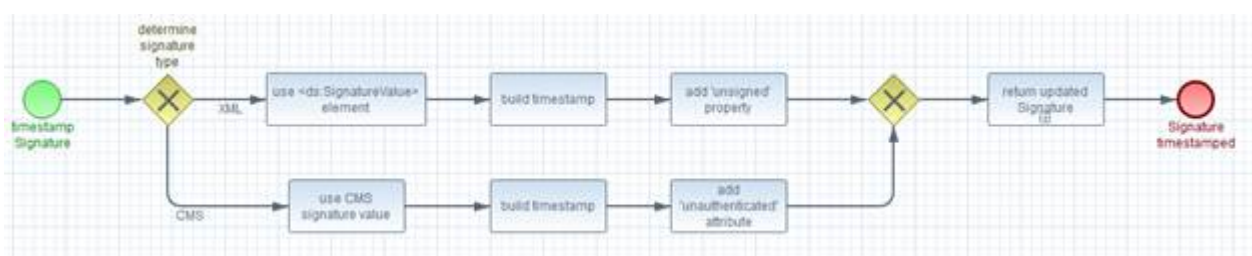 determine
signature
type
timestamp
Signature
XML
use <ds:SignatureValue>
element
build timestamp
add 'unsigned'
property
return updated
Signature
Signature
timestamped
CMS
use CMS
signature value
build timestamp
add
'unauthenticated'
attribute